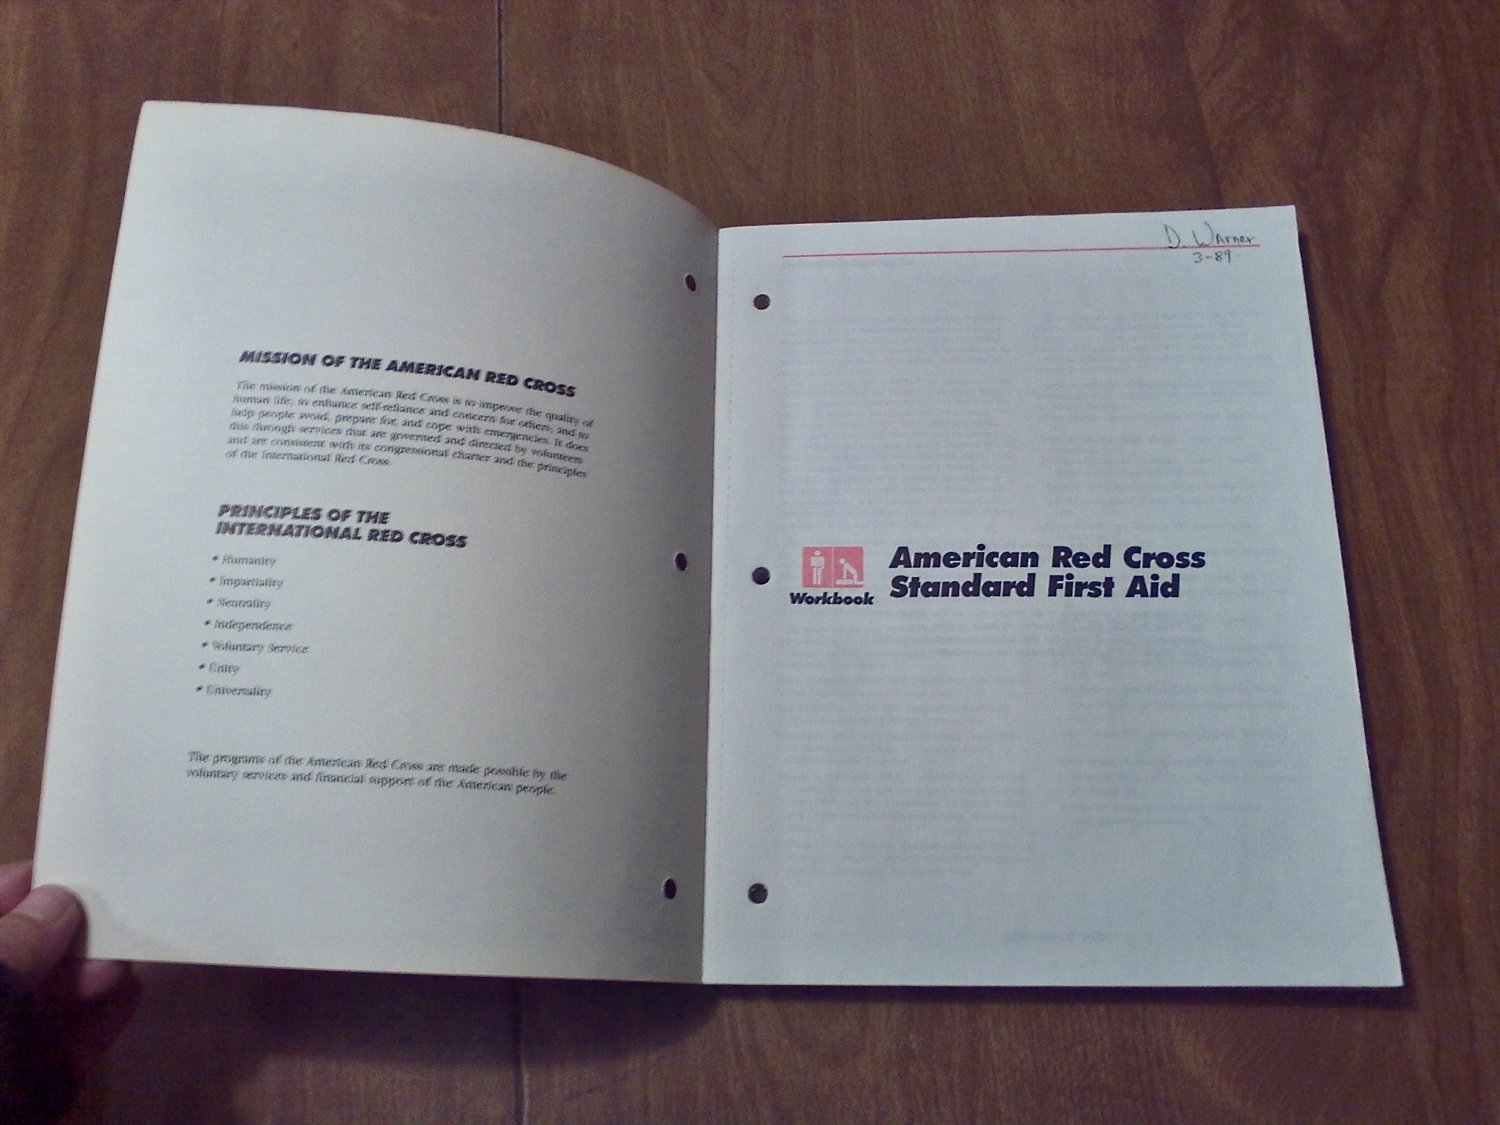 MISSION OF THE AMERICAN RED CROSS
The mission of the American Red Cross is to improve the quality of
human life; to enhance self-reliance and concern for others; and to
help people avoid, prepare for, and cope with emergencies. It does
this through services that are governed and directed by volunteers
and are consistent with its congressional charter and the principles
of the International Red Cross.
PRINCIPLES OF THE
INTERNATIONAL RED CROSS
• Humanity
• Impartiality
• Neutrality
• Independence
• Voluntary Service
• Unity
• Universality
The programs of the American Red Cross are made possible by the
voluntary services and financial support of the American people.
D. Warner
3-89
Workbook
American Red Cross
Standard First Aid